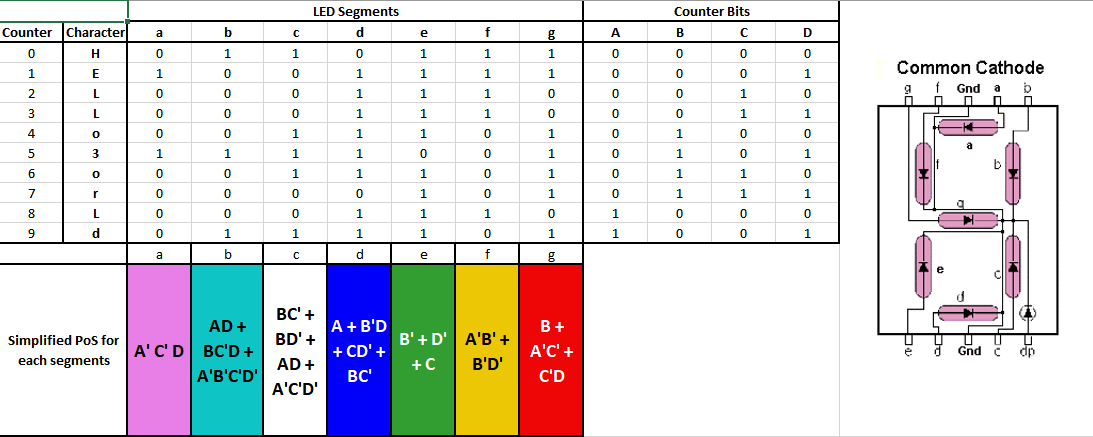 LED Segments Counter Bits
Counter Character a b c d e f g A B C D
0 H 0 1 1 0 1 1 1 0 0 0 0
1 E 1 0 0 1 1 1 1 0 0 0 1
2 L 0 0 0 1 1 1 0 0 0 1 0
3 L 0 0 0 1 1 1 0 0 0 1 1
4 o 0 0 1 1 1 0 1 0 1 0 0
5 3 1 1 1 1 0 0 1 0 1 0 1
6 o 0 0 1 1 1 0 1 0 1 1 0
7 r 0 0 0 0 1 0 1 0 1 1 1
8 L 0 0 0 1 1 1 0 1 0 0 0
9 d 0 1 1 1 1 0 1 1 0 0 1
a b c d e f g
Simplified PoS for
each segments
A' C' D
AD +
BC'D +
A'B'C'D'
BC' +
BD' +
AD +
A'C'D'
A + B'D
+ CD' +
BC'
B' + D'
+ C
A'B' +
B'D'
B +
A'C' +
C'D
Common Cathode
g f Gnd a b
a
f b
g
e c
d
e d Gnd c dp